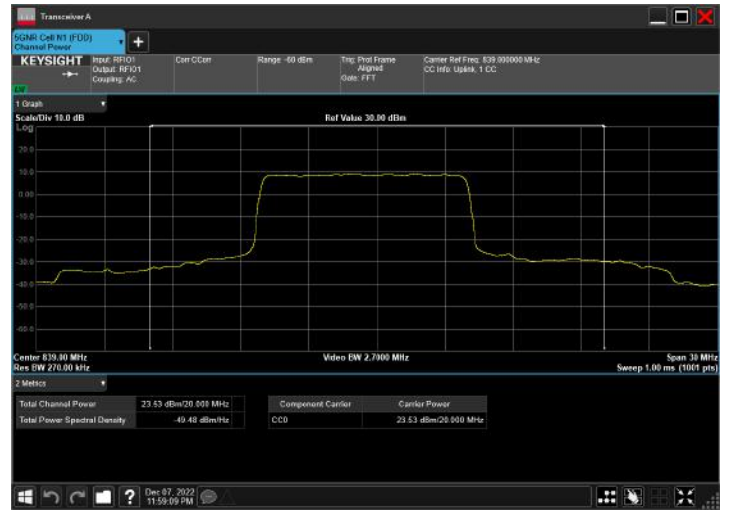 Transceiver A
5GNR Cell N1 (FDD)
Channel Power
KEYSIGHT
Input: RFIO1
Output: RFIO1
Coupling: AC
Corr CCorr
Range -60 dBm
Trig: Prot Frame
Aligned
Gate: FFT
Carrier Ref Freq: 839.000000 MHz
CC Info: Uplink, 1 CC
1 Graph
Scale/Div 10.0 dB
Ref Value 30.00 dBm
Log
20.0
10.0
0.00
-10.0
-20.0
-30.0
-40.0
-50.0
-60.0
Center 839.00 MHz
Video BW 2.7000 MHz
Span 30 MHz
Res BW 270.00 kHz
Sweep 1.00 ms (1001 pts)
2 Metrics
Total Channel Power 23.53 dBm/20.000 MHz
Total Power Spectral Density -49.48 dBm/Hz
Component Carrier Carrier Power
CC0 23.53 dBm/20.000 MHz
Dec 07, 2022
11:59:09 PM